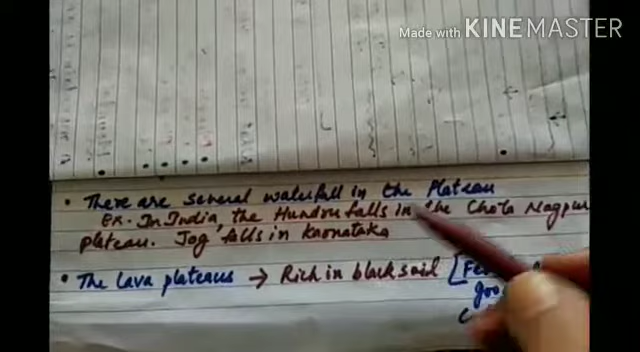 Made with KINEMASTER
• There are several waterfall in the Plateau
ex. In India, the Hundru falls in the Chota Nagpur
plateau. Jog falls in Karnataka
• The Lava plateaus → Rich in black soil